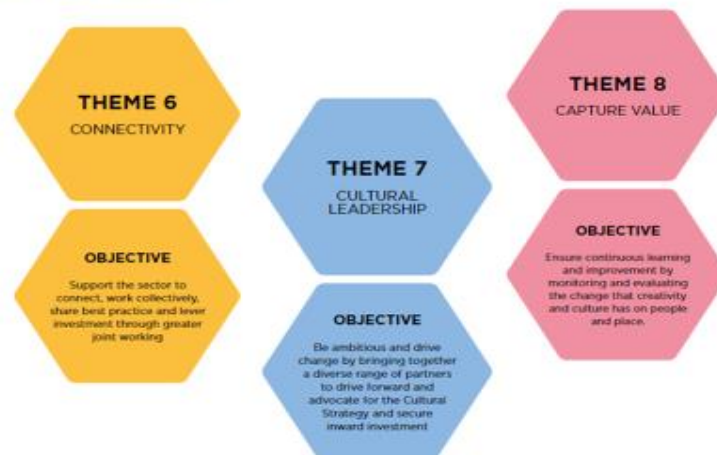 THEME 6
CONNECTIVITY
OBJECTIVE
Support the sector to
connect, work collectively,
share best practice and lever
investment through greater
joint working
THEME 7
CULTURAL
LEADERSHIP
OBJECTIVE
Be ambitious and drive
change by bringing together
a diverse range of partners
to drive forward and
advocate for the Cultural
Strategy and secure
inward investment
THEME 8
CAPTURE VALUE
OBJECTIVE
Ensure continuous learning
and improvement by
monitoring and evaluating
the change that creativity
and culture has on people
and place.